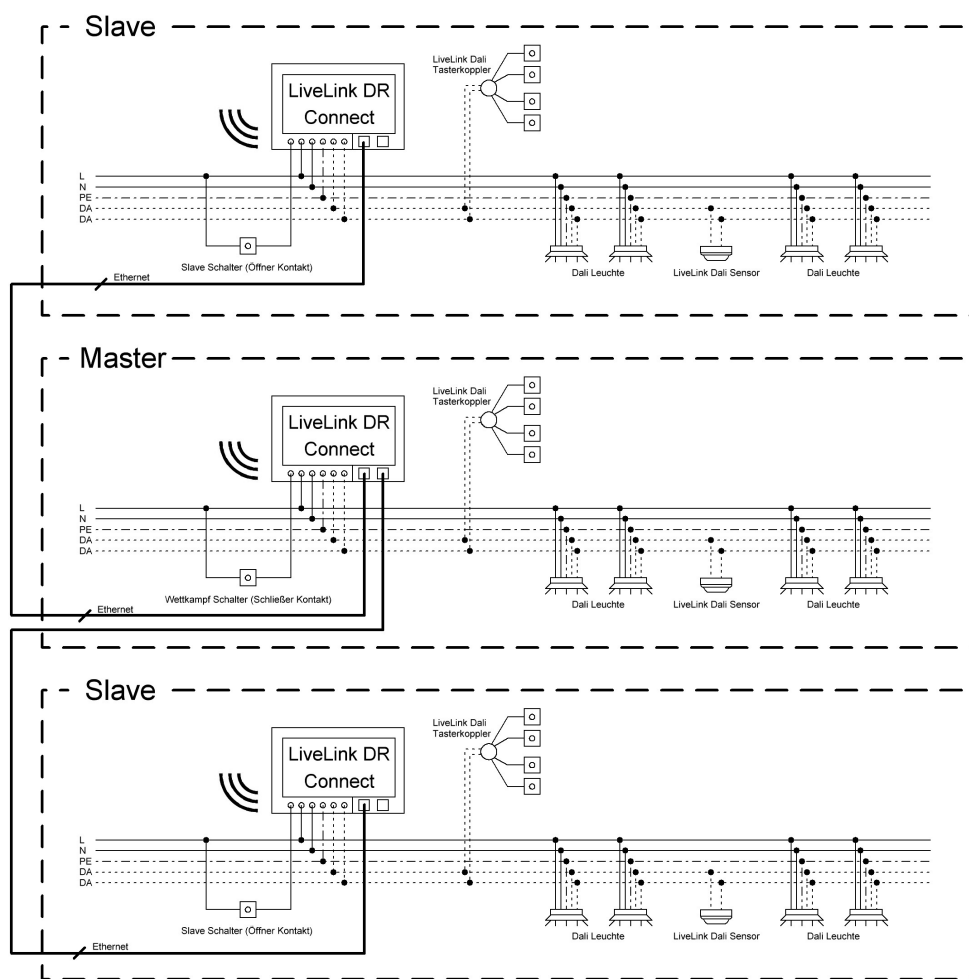 Slave
LiveLink DR
Connect
LiveLink Dali
Tasterkoppler
L
N
PE
DA
DA
Slave Schalter (Öffner Kontakt)
Dali Leuchte
LiveLink Dali Sensor
Dali Leuchte
Ethernet
Master
LiveLink DR
Connect
LiveLink Dali
Tasterkoppler
L
N
PE
DA
DA
Wettkampf Schalter (Schließer Kontakt)
Dali Leuchte
LiveLink Dali Sensor
Dali Leuchte
Ethernet
Slave
LiveLink DR
Connect
LiveLink Dali
Tasterkoppler
L
N
PE
DA
DA
Slave Schalter (Öffner Kontakt)
Dali Leuchte
LiveLink Dali Sensor
Dali Leuchte
Ethernet